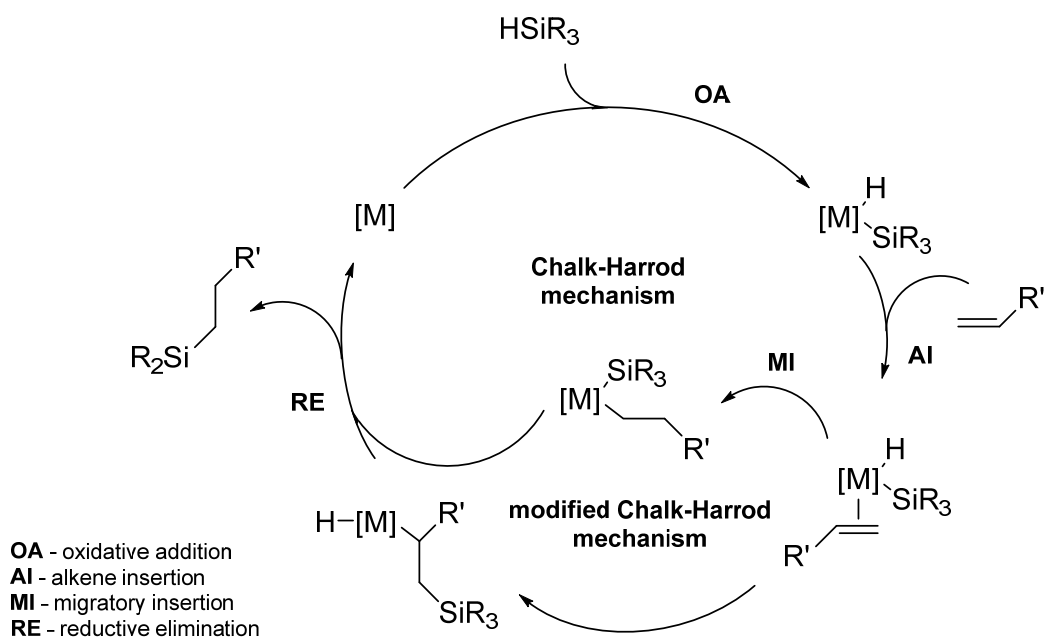 HSiR3
OA
[M]
H
[M]
SiR3
R'
R2Si
Chalk-Harrod
mechanism
R'
AI
MI
SiR3
[M]
R'
RE
H
[M]
SiR3
R'
modified Chalk-Harrod
mechanism
H–[M]
R'
SiR3
OA - oxidative addition
AI - alkene insertion
MI - migratory insertion
RE - reductive elimination